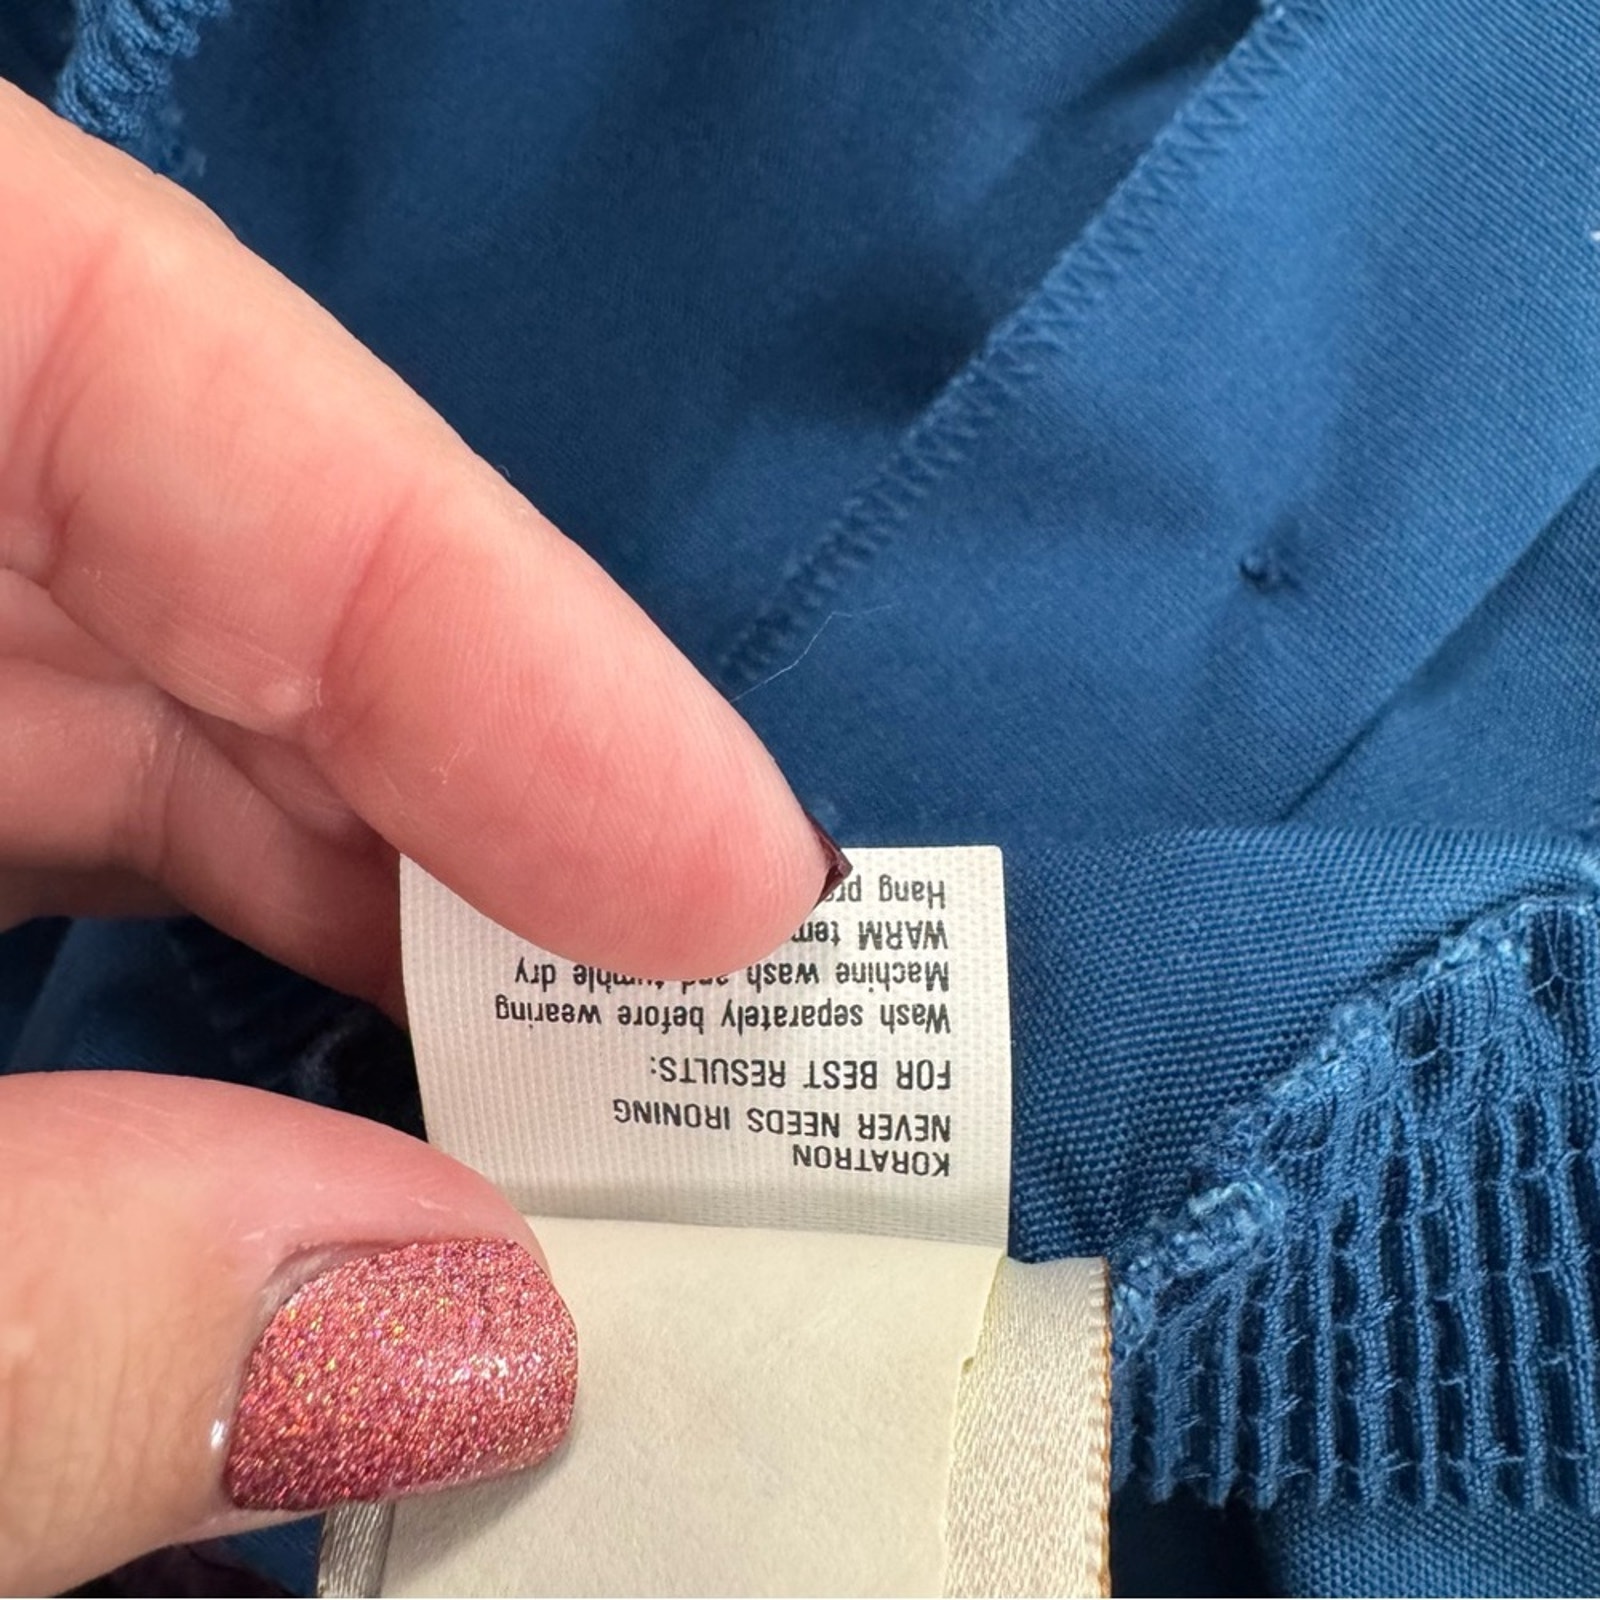 KORATRON
NEVER NEEDS IRONING
FOR BEST RESULTS:
Wash separately before wearing
Machine wash and tumble dry
WARM
Hang